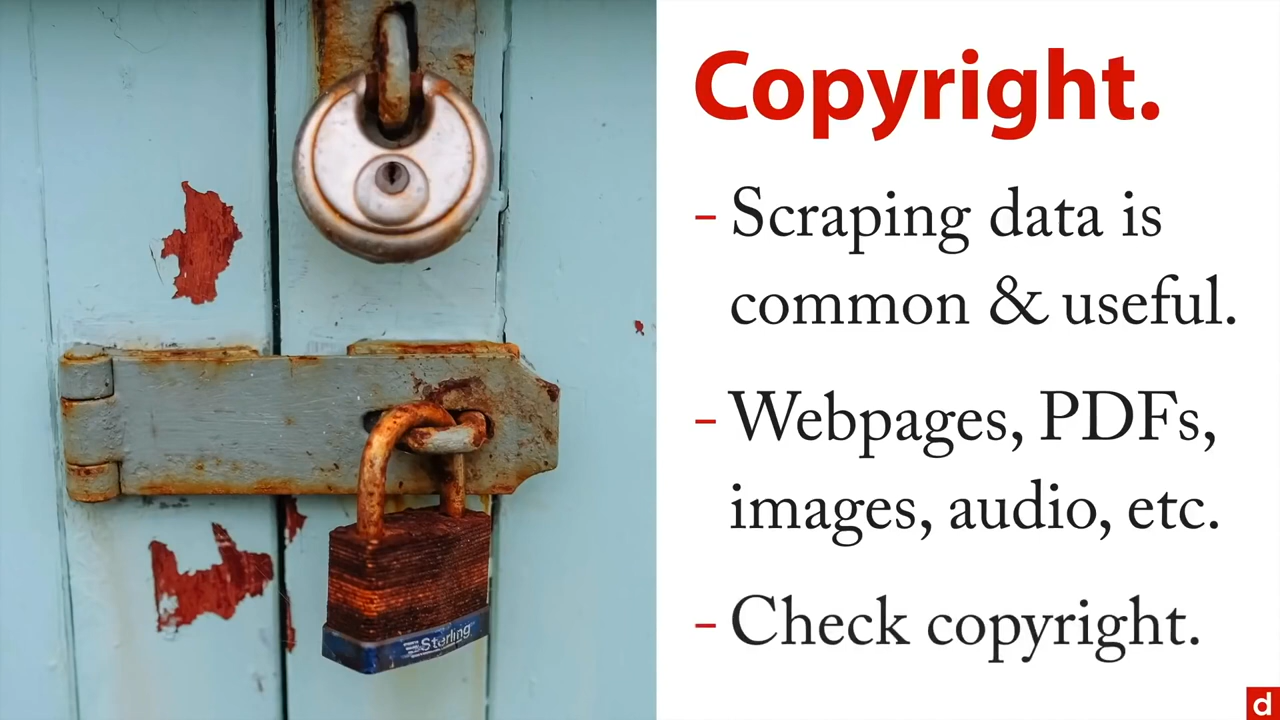 Copyright.
- Scraping data is
common & useful.
- Webpages, PDFs,
images, audio, etc.
- Check copyright.
Sterling
d